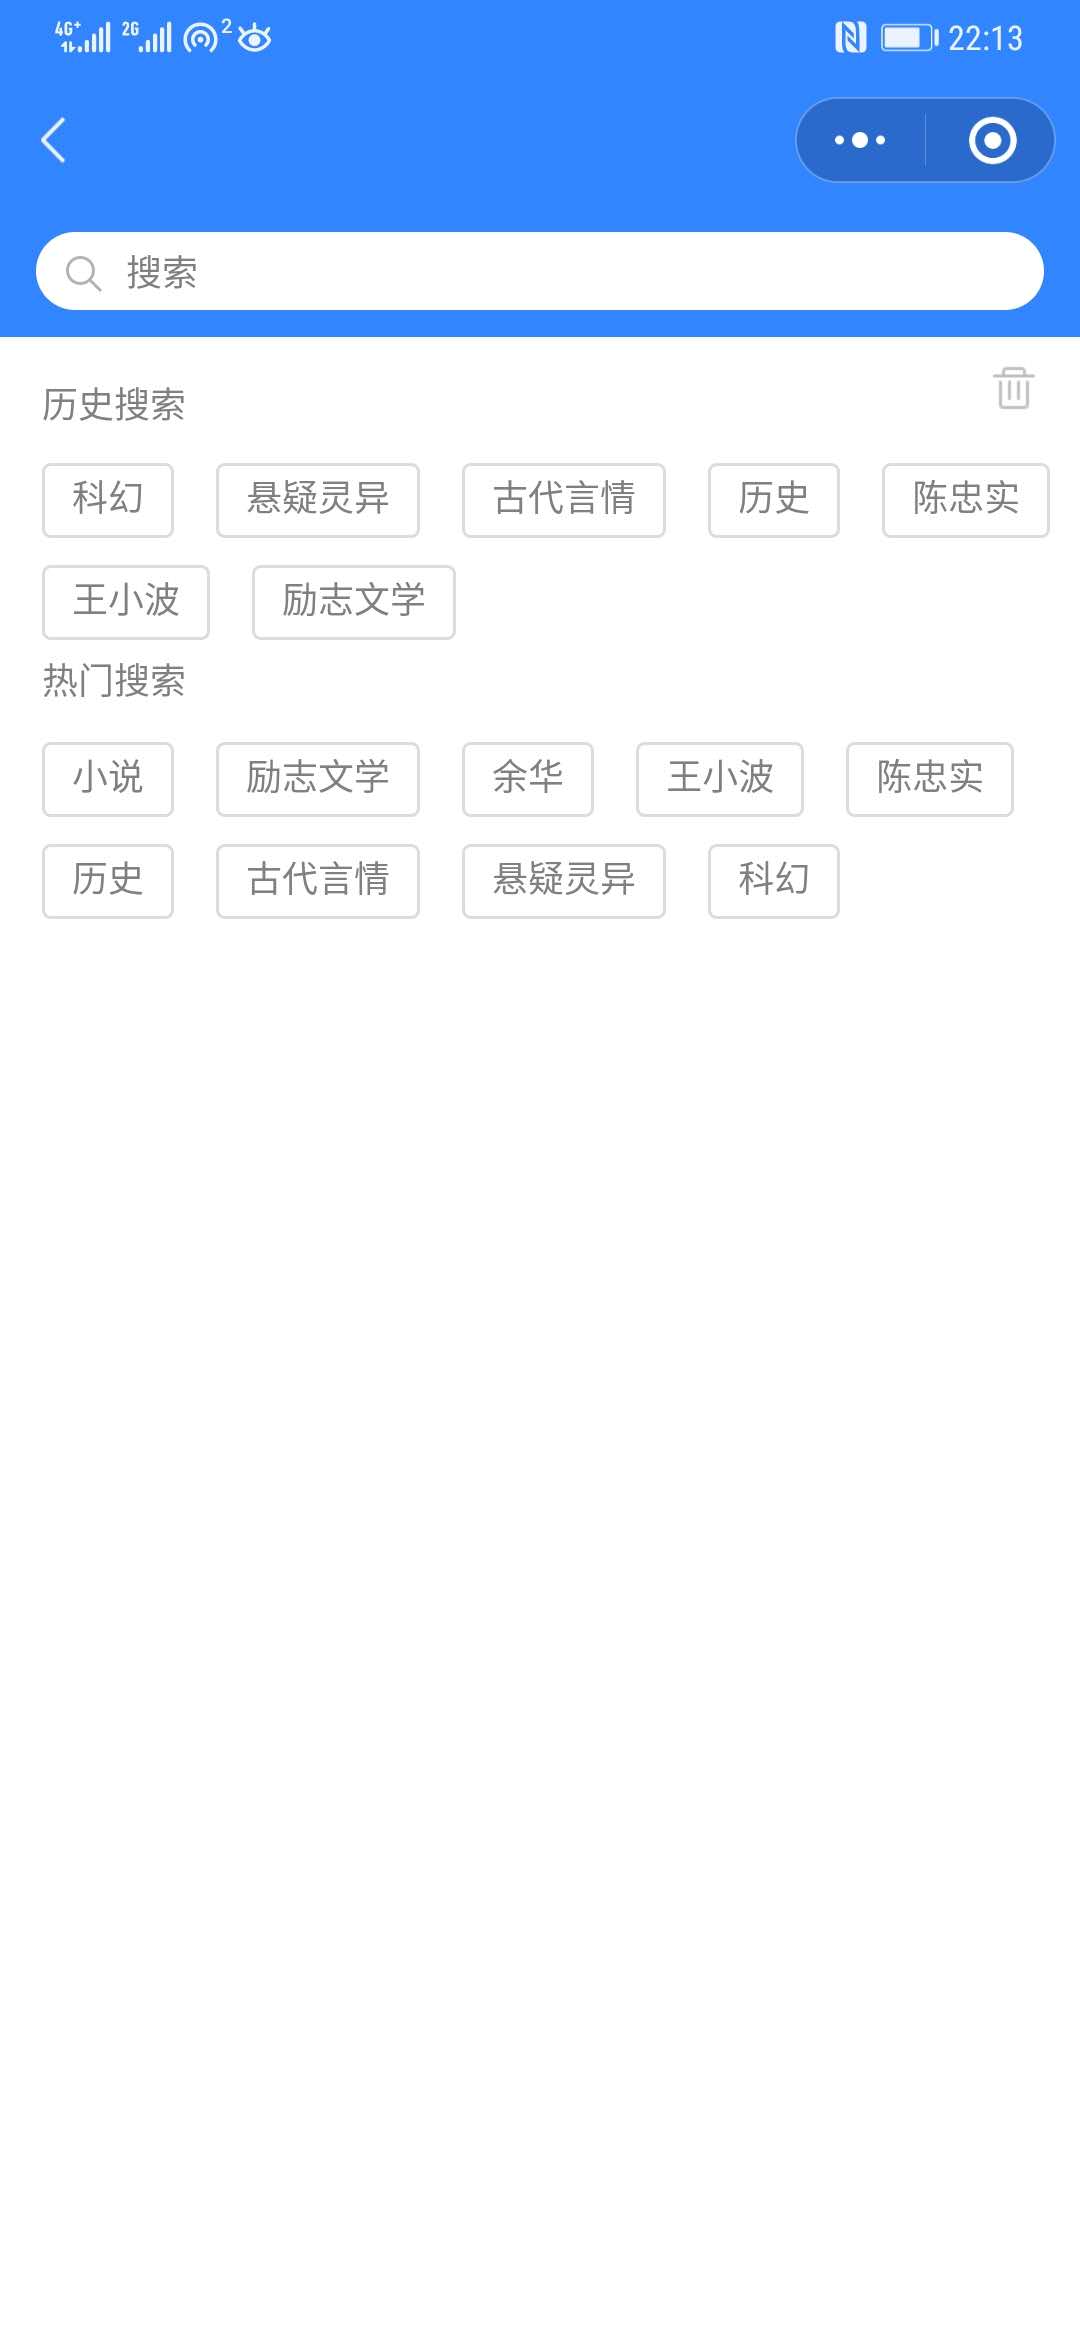 4G+ 2G 2 22:13
搜索
历史搜索
科幻 悬疑灵异 古代言情 历史 陈忠实
王小波 励志文学
热门搜索
小说 励志文学 余华 王小波 陈忠实
历史 古代言情 悬疑灵异 科幻